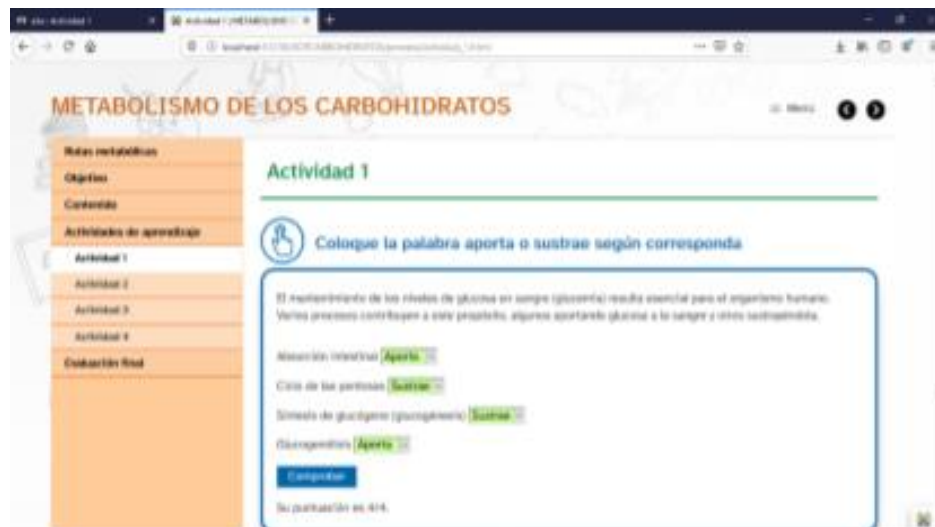 Actividad 1
METABOLISMO DE LOS CARBOHIDRATOS
Menú
Rutas metabólicas
Objetivo
Contenido
Actividades de aprendizaje
Actividad 1
Actividad 2
Actividad 3
Actividad 4
Evaluación final
Actividad 1
Coloque la palabra aporta o sustrae según corresponda
El mantenimiento de los niveles de glucosa en sangre (glucemia) resulta esencial para el organismo humano.
Varios procesos contribuyen a este propósito, algunos aportando glucosa a la sangre y otros sustrayéndola.
Absorción intestinal Aporta
Ciclo de las pentosas Sustrae
Síntesis de glucógeno (glucogénesis) Sustrae
Glucogenólisis Aporta
Comprobar
Su puntuación es 4/4.